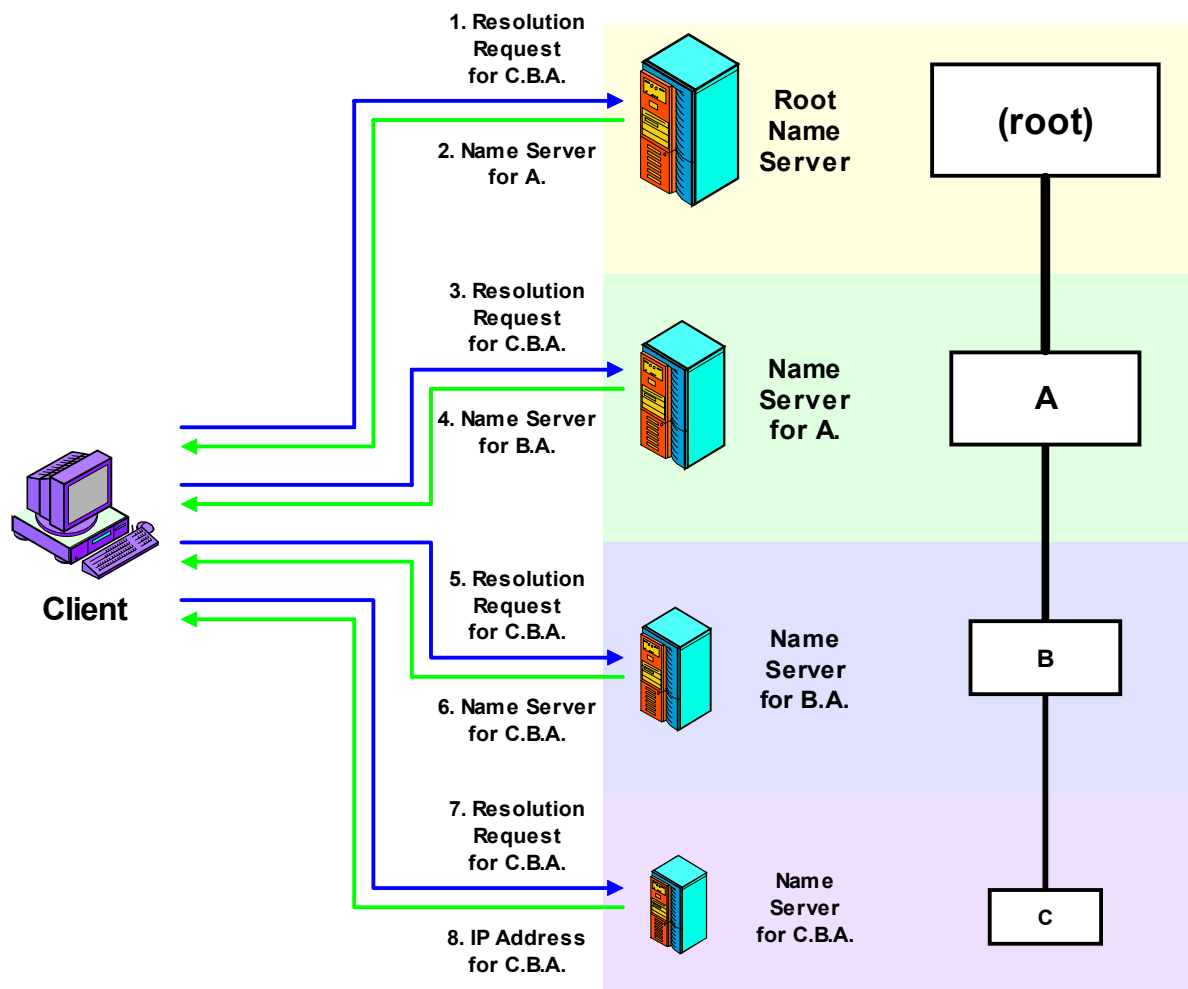 1. Resolution
Request
for C.B.A.
2. Name Server
for A.
Root
Name
Server
(root)
3. Resolution
Request
for C.B.A.
4. Name Server
for B.A.
Name
Server
for A.
A
Client
5. Resolution
Request
for C.B.A.
6. Name Server
for C.B.A.
Name
Server
for B.A.
B
7. Resolution
Request
for C.B.A.
8. IP Address
for C.B.A.
Name
Server
for C.B.A.
C